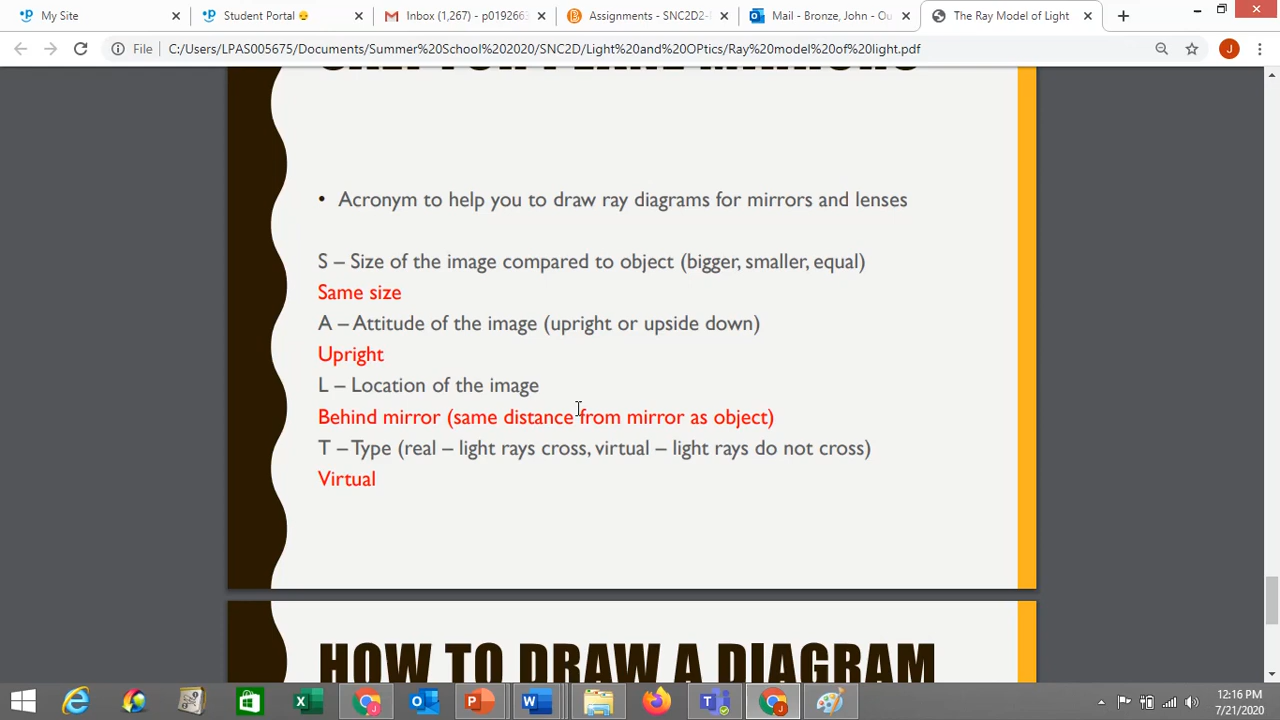 My Site
Student Portal
Inbox (1,267) - p0192663
Assignments - SNC2D2-
Mail - Bronze, John - Ou
The Ray Model of Light
File
C:/Users/LPAS005675/Documents/Summer%20School%202020/SNC2D/Light%20and%20OPtics/Ray%20model%20of%20light.pdf
J
• Acronym to help you to draw ray diagrams for mirrors and lenses
S – Size of the image compared to object (bigger, smaller, equal)
Same size
A – Attitude of the image (upright or upside down)
Upright
L – Location of the image
Behind mirror (same distance from mirror as object)
T – Type (real – light rays cross, virtual – light rays do not cross)
Virtual
HOW TO DRAW A DIAGRAM
12:16 PM
7/21/2020